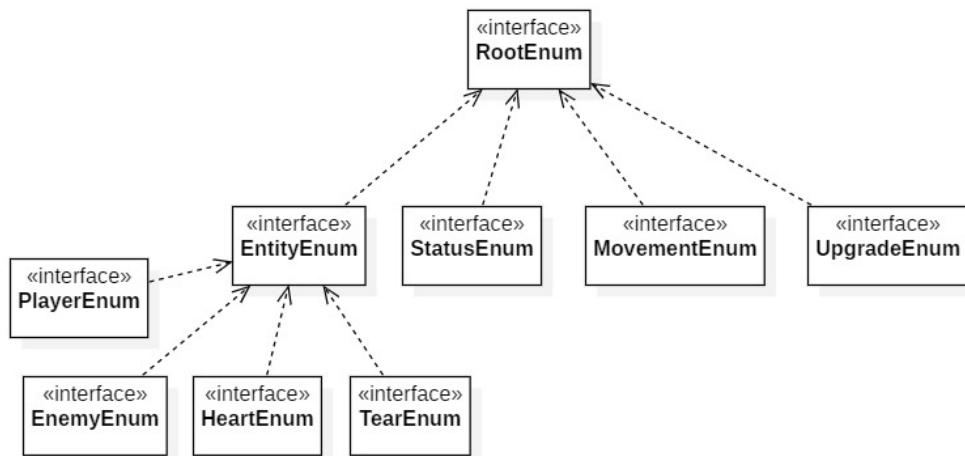 «interface»
RootEnum
«interface»
EntityEnum
«interface»
StatusEnum
«interface»
MovementEnum
«interface»
UpgradeEnum
«interface»
PlayerEnum
«interface»
EnemyEnum
«interface»
HeartEnum
«interface»
TearEnum